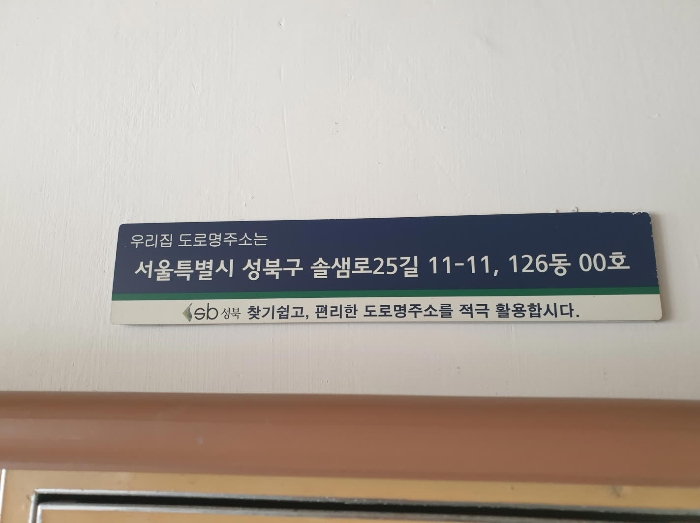 우리집 도로명주소는
서울특별시 성북구 솔샘로25길 11-11, 126동 00호
sb 성북 찾기쉽고, 편리한 도로명주소를 적극 활용합시다.